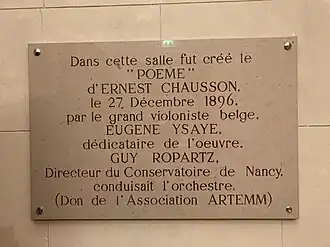 Dans cette salle fut créé le
"POEME"
d'ERNEST CHAUSSON,
le 27 Décembre 1896,
par le grand violoniste belge.
EUGENE YSAYE,
dédicataire de l'oeuvre.
GUY ROPARTZ,
Directeur du Conservatoire de Nancy.
conduisait l'orchestre.
(Don de l'Association ARTEMM)